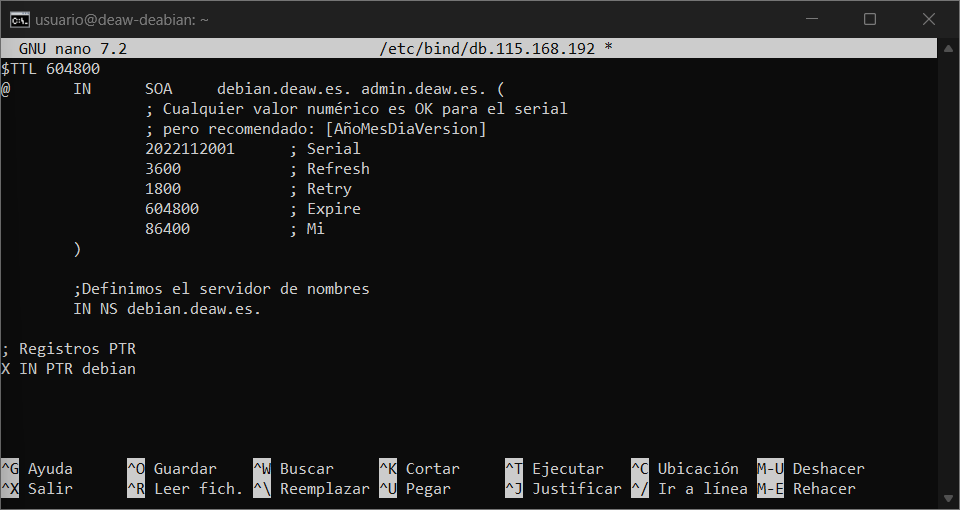 usuario@deaw-deabian: ~
GNU nano 7.2 /etc/bind/db.115.168.192 *
$TTL 604800
@ IN SOA debian.deaw.es. admin.deaw.es. (
; Cualquier valor numérico es OK para el serial
; pero recomendado: [AñoMesDiaVersion]
2022112001 ; Serial
3600 ; Refresh
1800 ; Retry
604800 ; Expire
86400 ; Mi
)
;Definimos el servidor de nombres
IN NS debian.deaw.es.
; Registros PTR
X IN PTR debian
^G Ayuda ^O Guardar ^W Buscar ^K Cortar ^T Ejecutar ^C Ubicación M-U Deshacer
^X Salir ^R Leer fich. ^\ Reemplazar ^U Pegar ^J Justificar ^/ Ir a línea M-E Rehacer